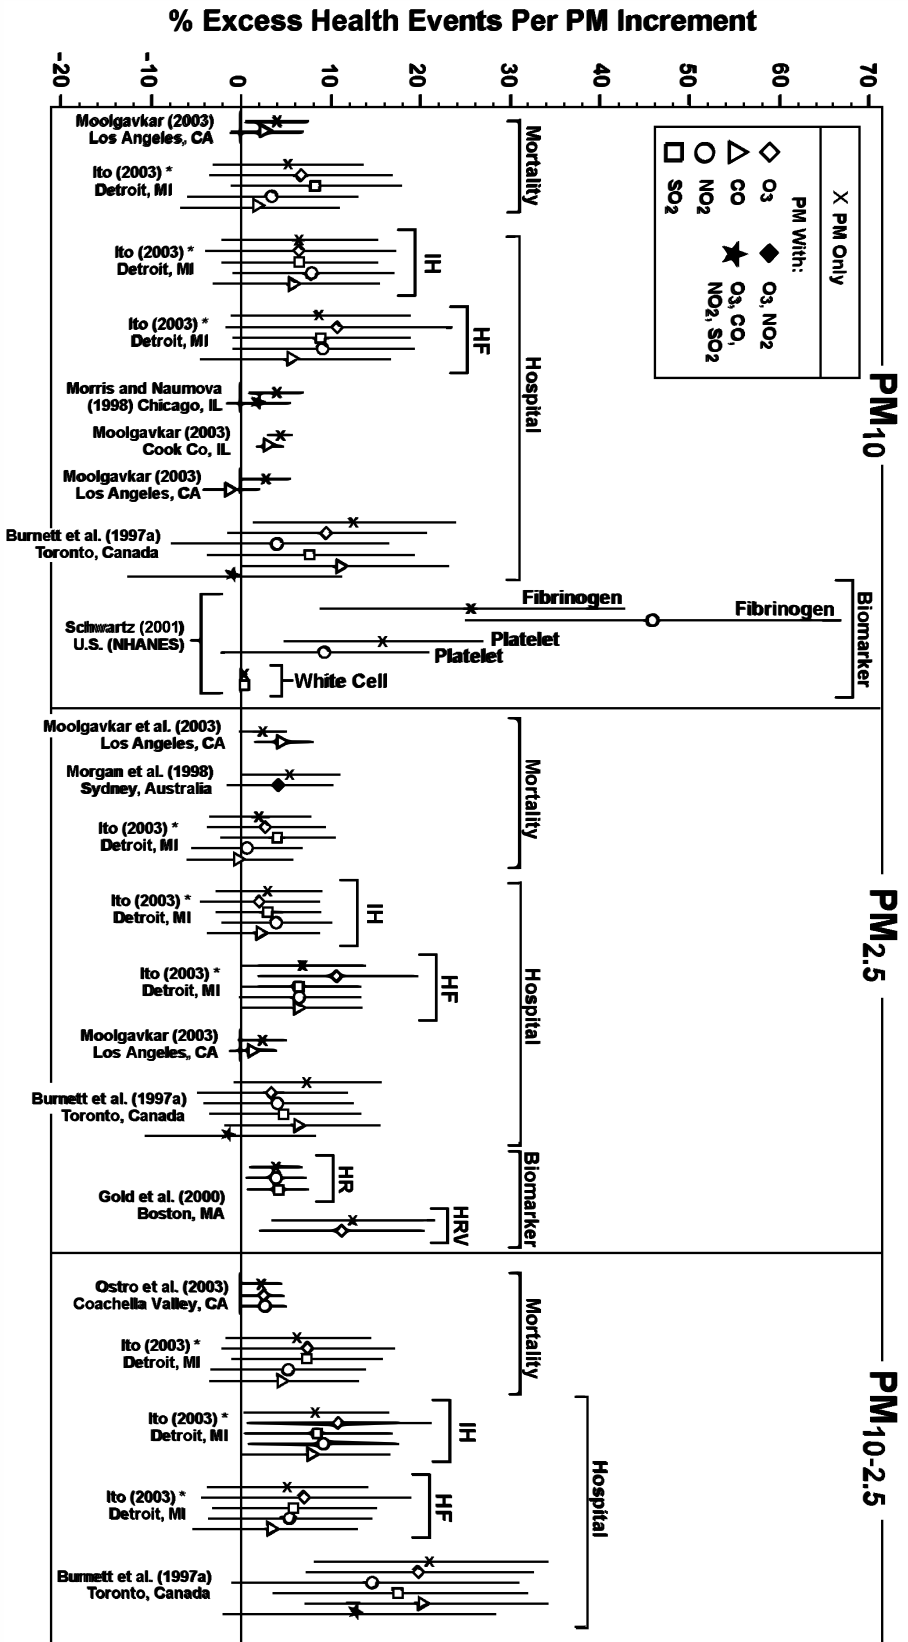 % Excess Health Events Per PM Increment
-20
-10
0
10
20
30
40
50
60
70
X PM Only
PM With:
O3
CO
NO2
SO2
O3, NO2
O3, CO,
NO2, SO2
PM10
Mortality
Moolgavkar (2003)
Los Angeles, CA
Ito (2003) *
Detroit, MI
Hospital
IH
Ito (2003) *
Detroit, MI
HF
Ito (2003) *
Detroit, MI
Morris and Naumova
(1998) Chicago, IL
Moolgavkar (2003)
Cook Co, IL
Moolgavkar (2003)
Los Angeles, CA
Burnett et al. (1997a)
Toronto, Canada
Biomarker
Fibrinogen
Fibrinogen
Schwartz (2001)
U.S. (NHANES)
Platelet
Platelet
White Cell
PM2.5
Mortality
Moolgavkar et al. (2003)
Los Angeles, CA
Morgan et al. (1998)
Sydney, Australia
Ito (2003) *
Detroit, MI
Hospital
IH
Ito (2003) *
Detroit, MI
HF
Ito (2003) *
Detroit, MI
Moolgavkar (2003)
Los Angeles, CA
Burnett et al. (1997a)
Toronto, Canada
Biomarker
HR
Gold et al. (2000)
Boston, MA
HRV
PM10-2.5
Mortality
Ostro et al. (2003)
Coachella Valley, CA
Ito (2003) *
Detroit, MI
Hospital
IH
Ito (2003) *
Detroit, MI
HF
Ito (2003) *
Detroit, MI
Burnett et al. (1997a)
Toronto, Canada